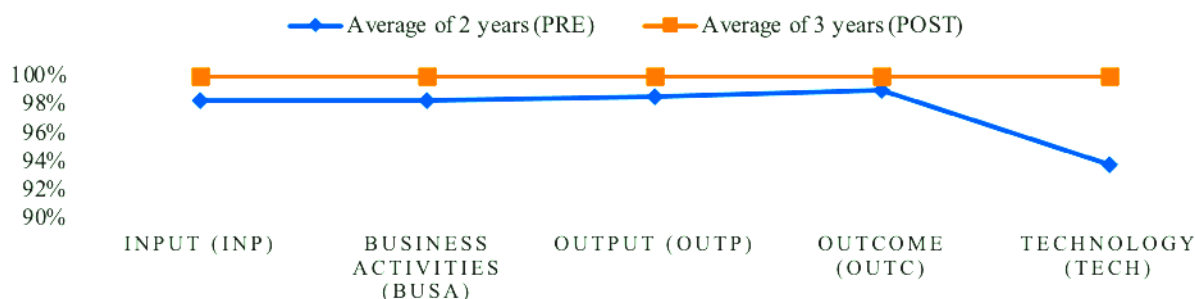 Average of 2 years (PRE) Average of 3 years (POST)
100%
98%
96%
94%
92%
90%
INPUT (INP)
BUSINESS
ACTIVITIES
(BUSA)
OUTPUT (OUTP)
OUTCOME
(OUTC)
TECHNOLOGY
(TECH)